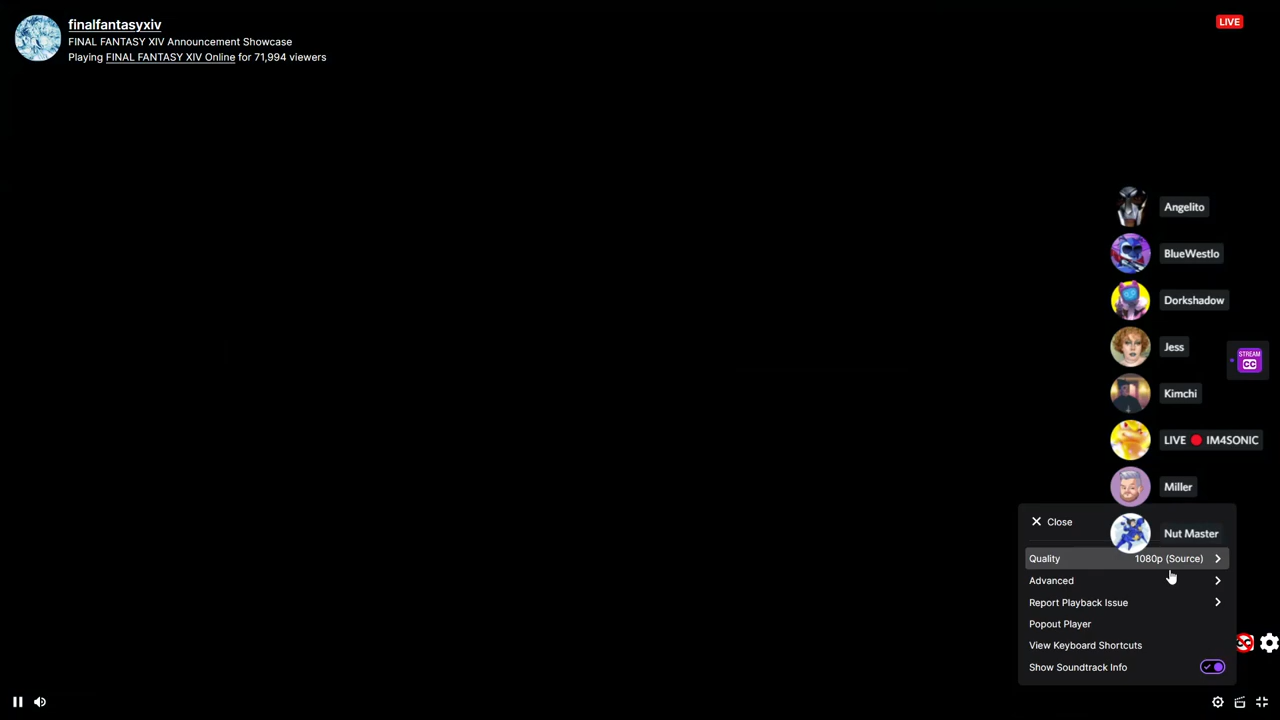 finalfantasyxiv
FINAL FANTASY XIV Announcement Showcase
Playing FINAL FANTASY XIV Online for 71,994 viewers
LIVE
Angelito
BlueWestlo
Dorkshadow
Jess
STREAM
CC
Kimchi
LIVE 🔴 IM4SONIC
Miller
Nut Master
Close
Quality 1080p (Source)
Advanced
Report Playback Issue
Popout Player
View Keyboard Shortcuts
CC
Show Soundtrack Info